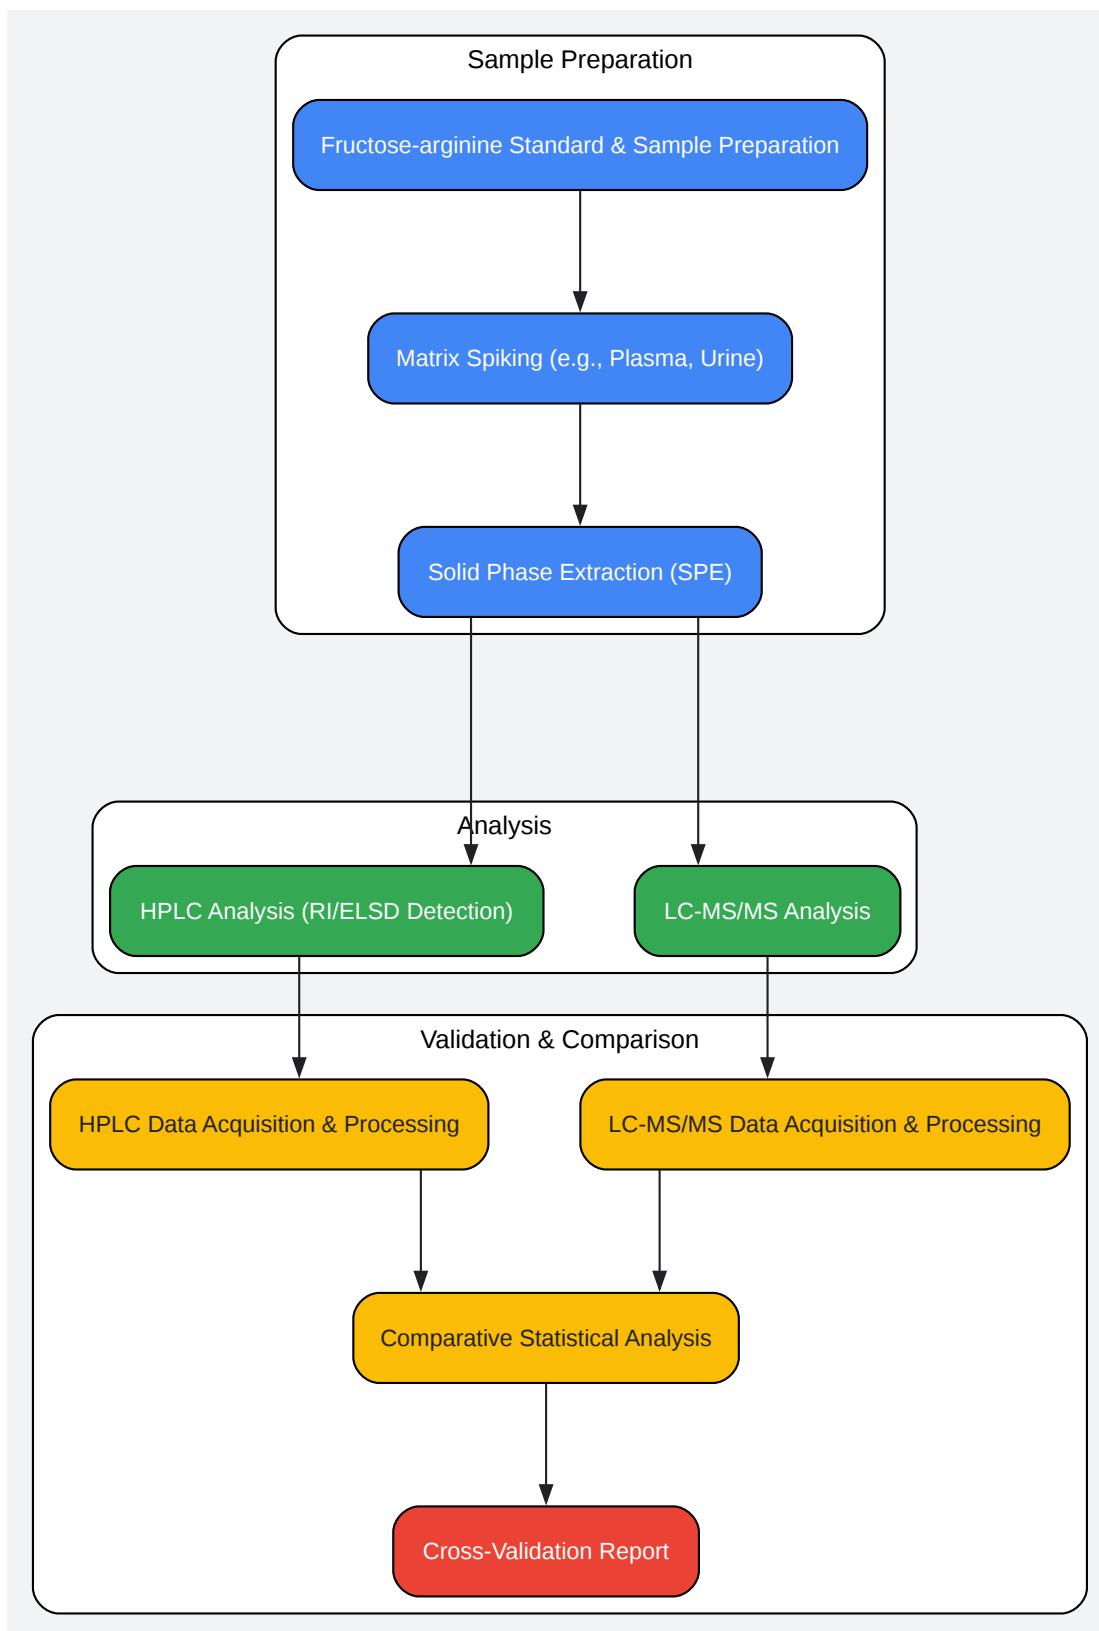 Sample Preparation
Fructose-arginine Standard & Sample Preparation
Matrix Spiking (e.g., Plasma, Urine)
Solid Phase Extraction (SPE)
Analysis
HPLC Analysis (RI/ELSD Detection)
LC-MS/MS Analysis
Validation & Comparison
HPLC Data Acquisition & Processing
LC-MS/MS Data Acquisition & Processing
Comparative Statistical Analysis
Cross-Validation Report